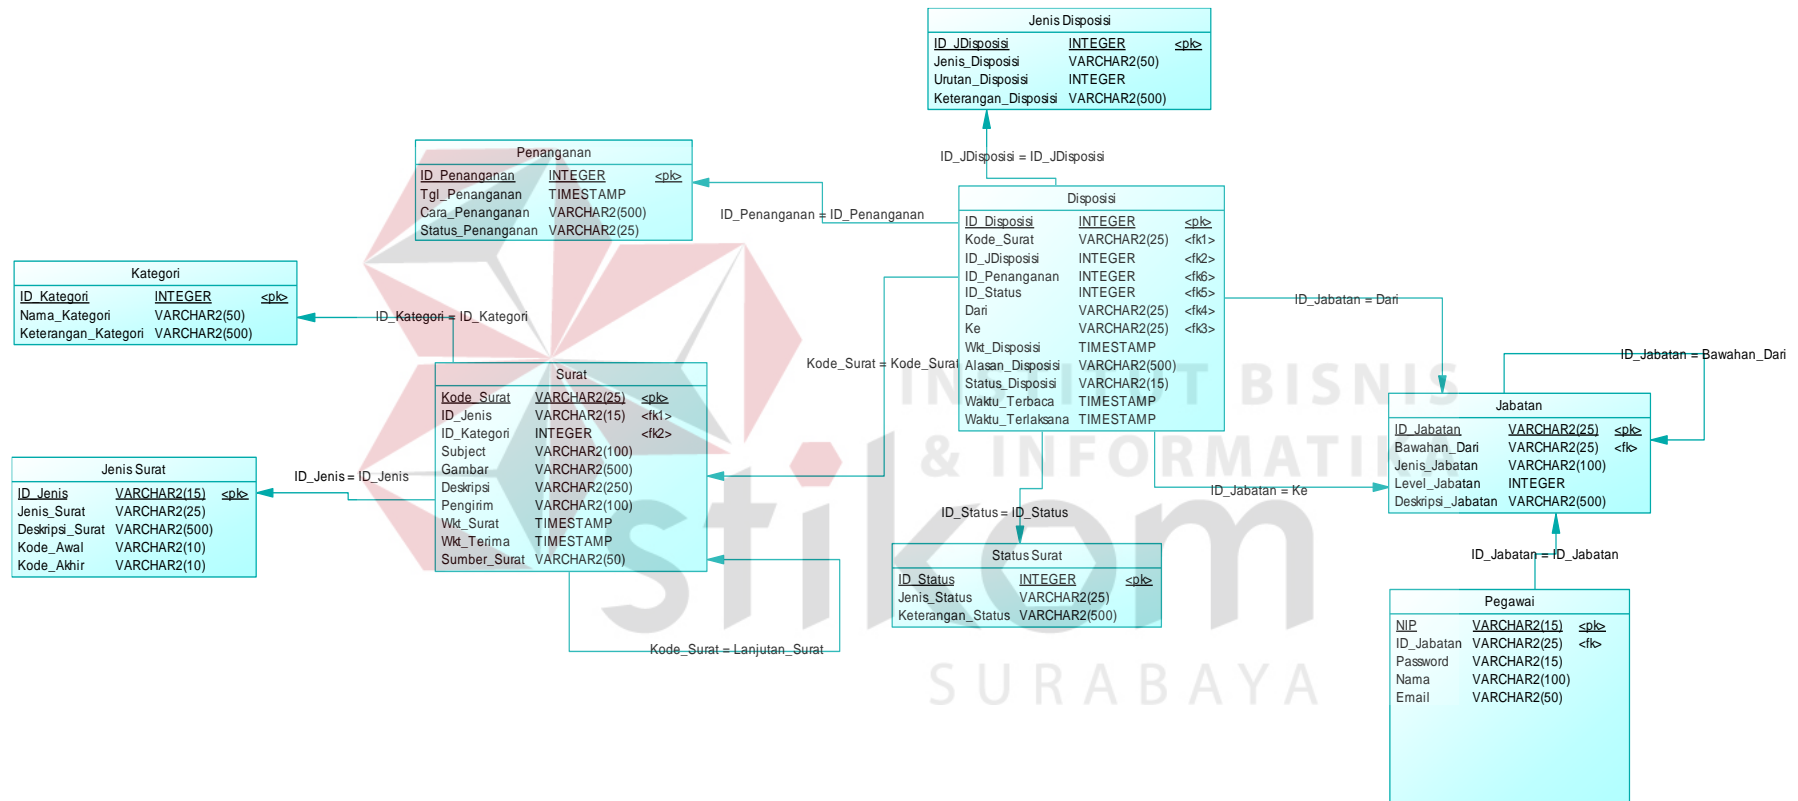 Jenis Disposisi
ID_JDisposisi INTEGER <pk>
Jenis_Disposisi VARCHAR2(50)
Urutan_Disposisi INTEGER
Keterangan_Disposisi VARCHAR2(500)
ID_JDisposisi = ID_JDisposisi
Penanganan
ID_Penanganan INTEGER <pk>
Tgl_Penanganan TIMESTAMP
Cara_Penanganan VARCHAR2(500)
Status_Penanganan VARCHAR2(25)
ID_Penanganan = ID_Penanganan
Disposisi
ID_Disposisi INTEGER <pk>
Kode_Surat VARCHAR2(25) <fk1>
ID_JDisposisi INTEGER <fk2>
ID_Penanganan INTEGER <fk6>
ID_Status INTEGER <fk5>
Dari VARCHAR2(25) <fk4>
Ke VARCHAR2(25) <fk3>
Wkt_Disposisi TIMESTAMP
Alasan_Disposisi VARCHAR2(500)
Status_Disposisi VARCHAR2(15)
Waktu_Terbaca TIMESTAMP
Waktu_Terlaksana TIMESTAMP
Kategori
ID_Kategori INTEGER <pk>
Nama_Kategori VARCHAR2(50)
Keterangan_Kategori VARCHAR2(500)
ID_Kategori = ID_Kategori
ID_Jabatan = Dari
Kode_Surat = Kode_Surat
ID_Jabatan = Bawahan_Dari
Surat
Kode_Surat VARCHAR2(25) <pk>
ID_Jenis VARCHAR2(15) <fk1>
ID_Kategori INTEGER <fk2>
Subject VARCHAR2(100)
Gambar VARCHAR2(500)
Deskripsi VARCHAR2(250)
Pengirim VARCHAR2(100)
Wkt_Surat TIMESTAMP
Wkt_Terima TIMESTAMP
Sumber_Surat VARCHAR2(50)
Jabatan
ID_Jabatan VARCHAR2(25) <pk>
Bawahan_Dari VARCHAR2(25) <fk>
Jenis_Jabatan VARCHAR2(100)
Level_Jabatan INTEGER
Deskripsi_Jabatan VARCHAR2(500)
Jenis Surat
ID_Jenis VARCHAR2(15) <pk>
Jenis_Surat VARCHAR2(25)
Deskripsi_Surat VARCHAR2(500)
Kode_Awal VARCHAR2(10)
Kode_Akhir VARCHAR2(10)
ID_Jenis = ID_Jenis
ID_Jabatan = Ke
ID_Status = ID_Status
Status Surat
ID_Status INTEGER <pk>
Jenis_Status VARCHAR2(25)
Keterangan_Status VARCHAR2(500)
ID_Jabatan = ID_Jabatan
Pegawai
NIP VARCHAR2(15) <pk>
ID_Jabatan VARCHAR2(25) <fk>
Password VARCHAR2(15)
Nama VARCHAR2(100)
Email VARCHAR2(50)
Kode_Surat = Lanjutan_Surat
INSTITUT BISNIS
& INFORMATIKA
stikom
SURABAYA